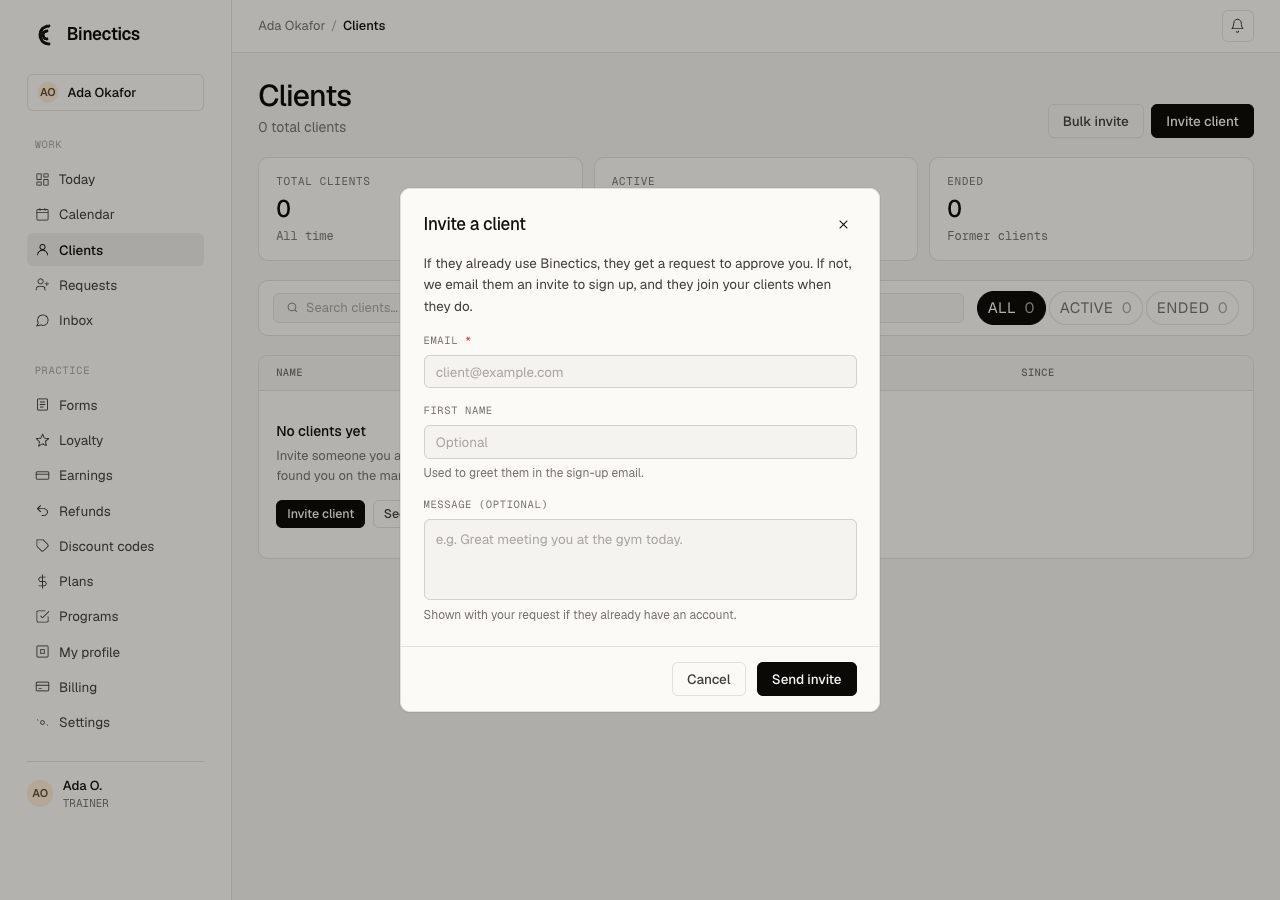 Binectics
AO Ada Okafor
WORK
Today
Calendar
Clients
Requests
Inbox
PRACTICE
Forms
Loyalty
Earnings
Refunds
Discount codes
Plans
Programs
My profile
Billing
Settings
AO Ada O.
TRAINER
Ada Okafor / Clients
Clients
0 total clients
Bulk invite Invite client
TOTAL CLIENTS
0
All time
ACTIVE
ENDED
0
Former clients
Search clients…
ALL 0 ACTIVE 0 ENDED 0
NAME SINCE
No clients yet
Invite someone you
found you on the
Invite client
Invite a client
If they already use Binectics, they get a request to approve you. If not,
we email them an invite to sign up, and they join your clients when
they do.
EMAIL *
client@example.com
FIRST NAME
Optional
Used to greet them in the sign-up email.
MESSAGE (OPTIONAL)
e.g. Great meeting you at the gym today.
Shown with your request if they already have an account.
Cancel Send invite